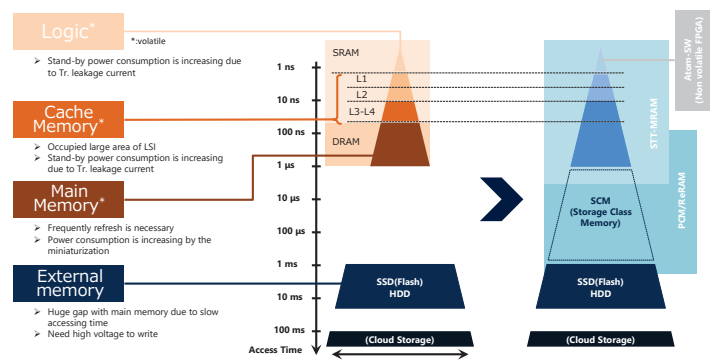 Logic*
*:volatile
➢ Stand-by power consumption is increasing due
to Tr. leakage current
Cache
Memory*
➢ Occupied large area of LSI
➢ Stand-by power consumption is increasing
due to Tr. leakage current
Main
Memory*
➢ Frequently refresh is necessary
➢ Power consumption is increasing by the
miniaturization
External
memory
➢ Huge gap with main memory due to slow
accessing time
➢ Need high voltage to write
1 ns
10 ns
100 ns
1 μs
10 μs
100 μs
1 ms
10 ms
100 ms
Access Time
SRAM
L1
L2
L3-L4
DRAM
SSD(Flash)
HDD
(Cloud Storage)
Atom-SW
(Non volatile FPGA)
STT-MRAM
PCM/ReRAM
SCM
(Storage Class
Memory)
SSD(Flash)
HDD
(Cloud Storage)